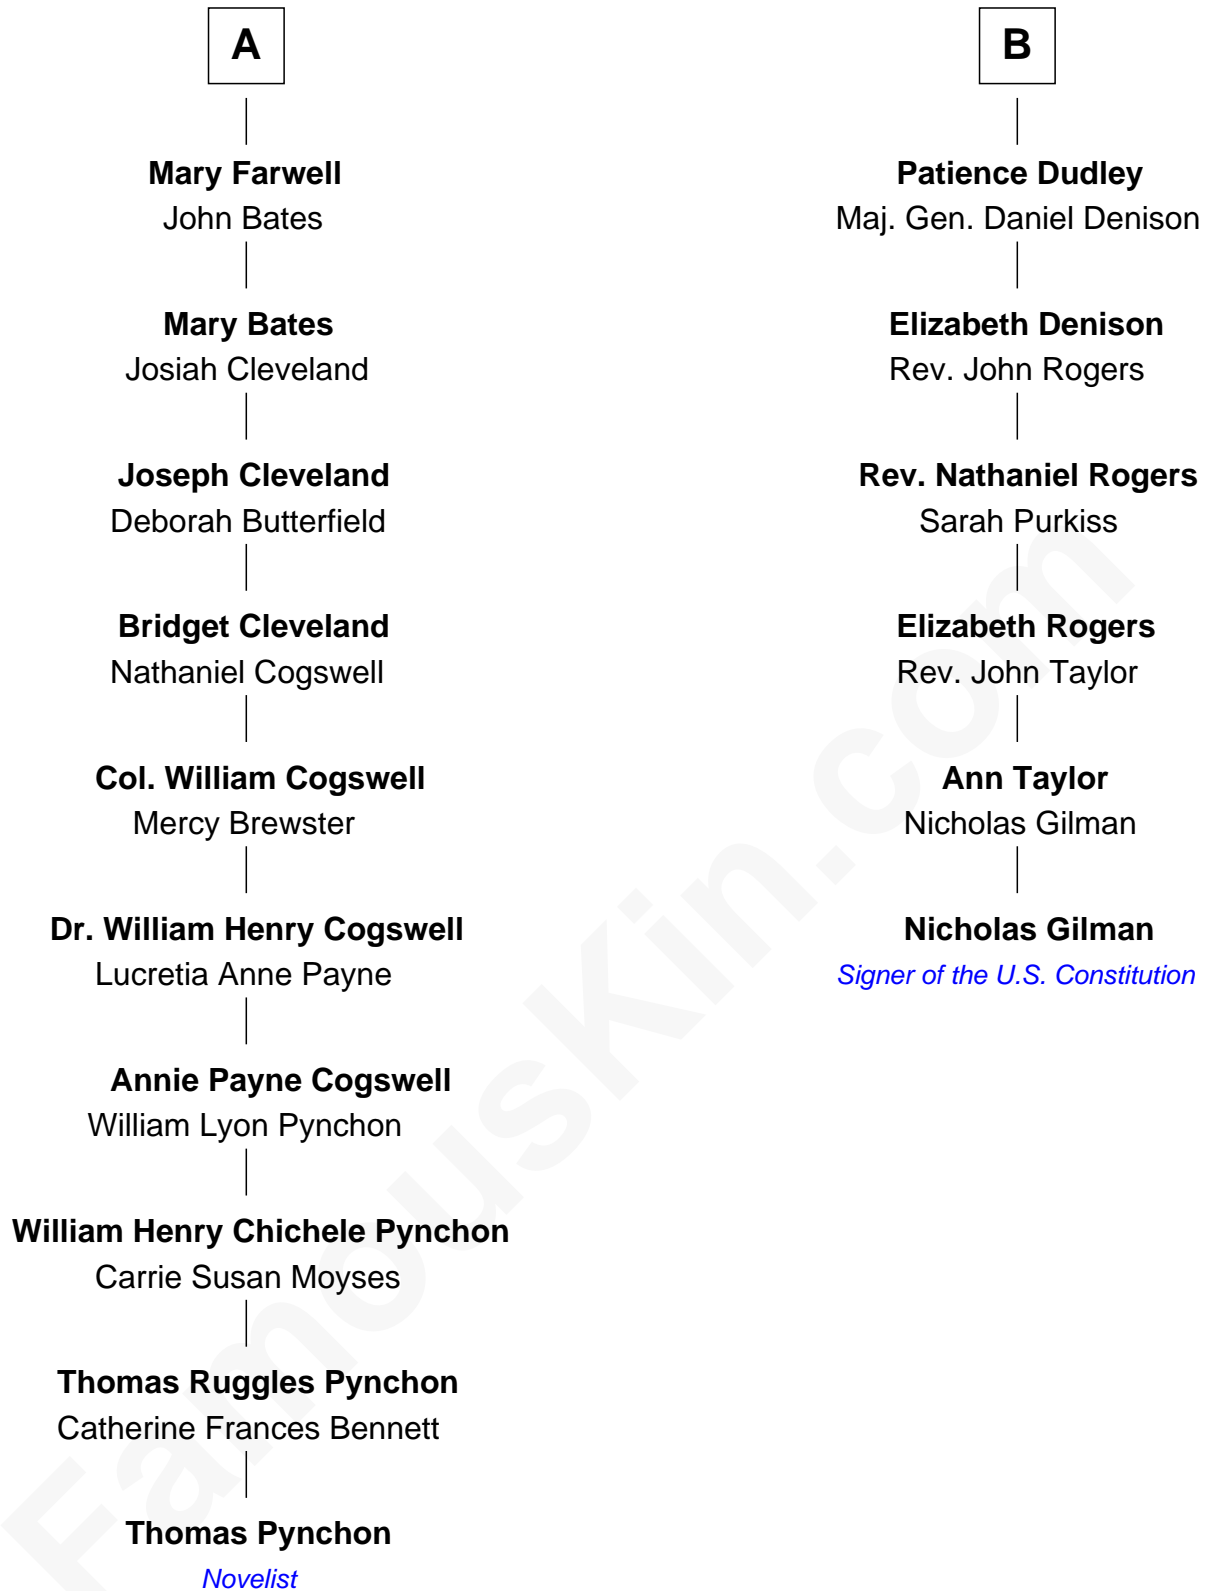 A
Mary Farwell
John Bates
Mary Bates
Josiah Cleveland
Joseph Cleveland
Deborah Butterfield
Bridget Cleveland
Nathaniel Cogswell
Col. William Cogswell
Mercy Brewster
Dr. William Henry Cogswell
Lucretia Anne Payne
Annie Payne Cogswell
William Lyon Pynchon
William Henry Chichele Pynchon
Carrie Susan Moyses
Thomas Ruggles Pynchon
Catherine Frances Bennett
Thomas Pynchon
Novelist
B
Patience Dudley
Maj. Gen. Daniel Denison
Elizabeth Denison
Rev. John Rogers
Rev. Nathaniel Rogers
Sarah Purkiss
Elizabeth Rogers
Rev. John Taylor
Ann Taylor
Nicholas Gilman
Nicholas Gilman
Signer of the U.S. Constitution
FamousKin.com